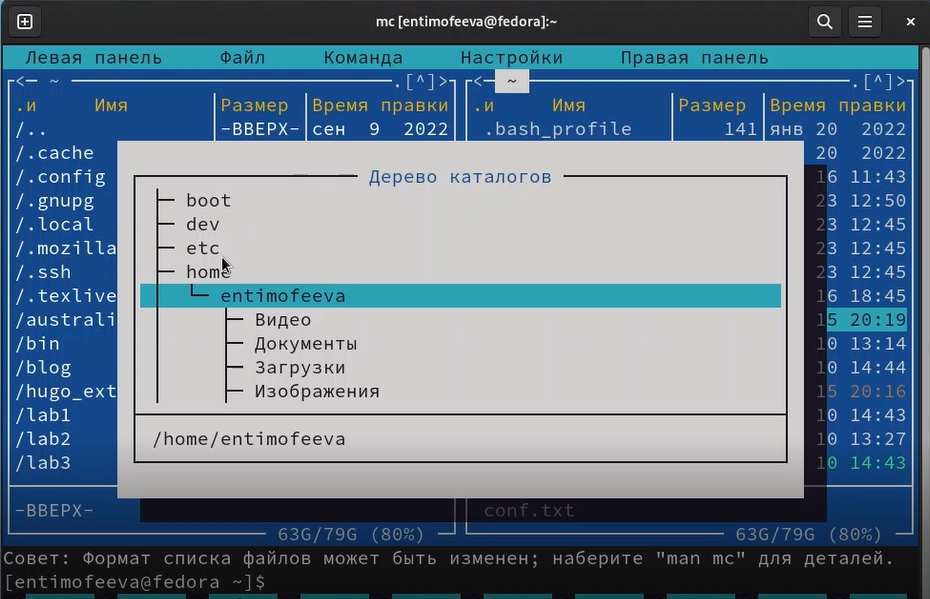 mc [entimofeeva@fedora]:~
Левая панель Файл Команда Настройки Правая панель
<─ ~ .[^]> <─ ~ .[^]>
.и Имя Размер Время правки .и Имя Размер Время правки
/.. -ВВЕРХ- сен 9 2022 .bash_profile 141 янв 20 2022
/.cache 20 2022
/.config Дерево каталогов 16 11:43
/.gnupg boot 23 12:50
/.local dev 23 12:45
/.mozilla etc 23 12:45
/.ssh home 23 12:45
/.texlive entimofeeva 16 18:45
/australi Видео 15 20:19
/bin Документы 10 13:14
/blog Загрузки 10 14:44
/hugo_ext Изображения 15 20:16
/lab1 10 14:43
/lab2 /home/entimofeeva 10 13:27
/lab3 10 14:43
-ВВЕРХ- conf.txt
63G/79G (80%) 63G/79G (80%)
Совет: Формат списка файлов может быть изменен; наберите "man mc" для деталей.
[entimofeeva@fedora ~]$